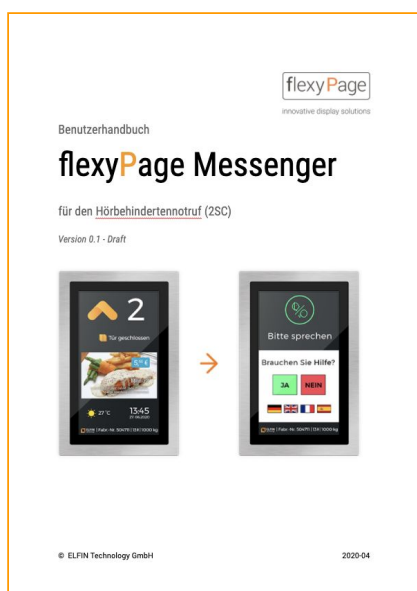 flexyPage
innovative display solutions
Benutzerhandbuch
flexyPage Messenger
für den Hörbehindertennotruf (2SC)
Version 0.1 - Draft
2
Tür geschlossen
27 °C
13:45
Bitte sprechen
Brauchen Sie Hilfe?
JA
NEIN
© ELFIN Technology GmbH
2020-04